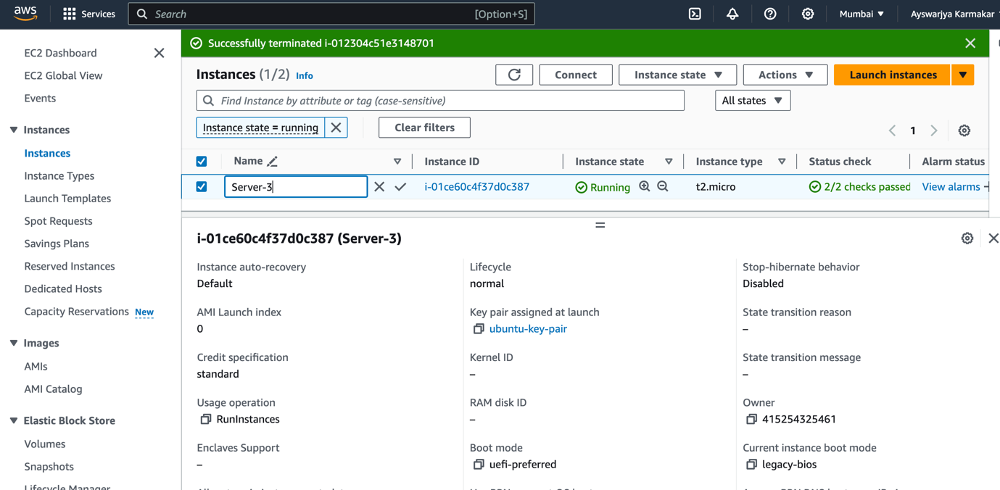 aws
Services
Search
[Option+S]
Mumbai
Ayswarjya Karmakar
EC2 Dashboard
EC2 Global View
Events
Instances
Instances
Instance Types
Launch Templates
Spot Requests
Savings Plans
Reserved Instances
Dedicated Hosts
Capacity Reservations New
Images
AMIs
AMI Catalog
Elastic Block Store
Volumes
Snapshots
Lifecycle Manager
Successfully terminated i-012304c51e3148701
Instances (1/2) Info
Connect
Instance state
Actions
Launch instances
Find Instance by attribute or tag (case-sensitive)
All states
Instance state = running
Clear filters
1
Name
Instance ID
Instance state
Instance type
Status check
Alarm status
Server-3
i-01ce60c4f37d0c387
Running
t2.micro
2/2 checks passed
View alarms
i-01ce60c4f37d0c387 (Server-3)
Instance auto-recovery
Default
AMI Launch index
0
Credit specification
standard
Usage operation
RunInstances
Enclaves Support
–
Lifecycle
normal
Key pair assigned at launch
ubuntu-key-pair
Kernel ID
–
RAM disk ID
–
Boot mode
uefi-preferred
Stop-hibernate behavior
Disabled
State transition reason
–
State transition message
–
Owner
415254325461
Current instance boot mode
legacy-bios